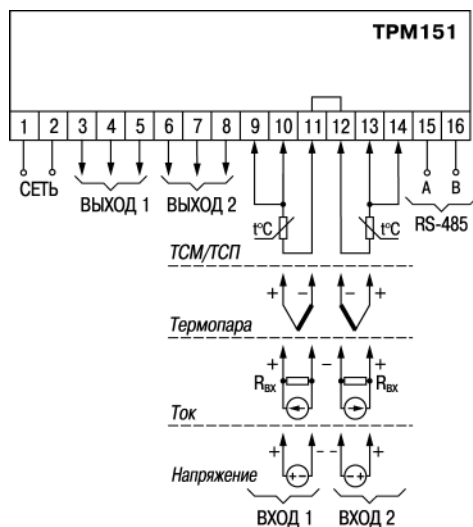 ТРМ151
1 2 3 4 5 6 7 8 9 10 11 12 13 14 15 16
СЕТЬ ВЫХОД 1 ВЫХОД 2 t°C t°C A B
RS-485
ТСМ/ТСП
+ – – +
Термопара
+ – +
Rвх Rвх
Ток
+ - - +
+– –+
Напряжение
ВХОД 1 ВХОД 2